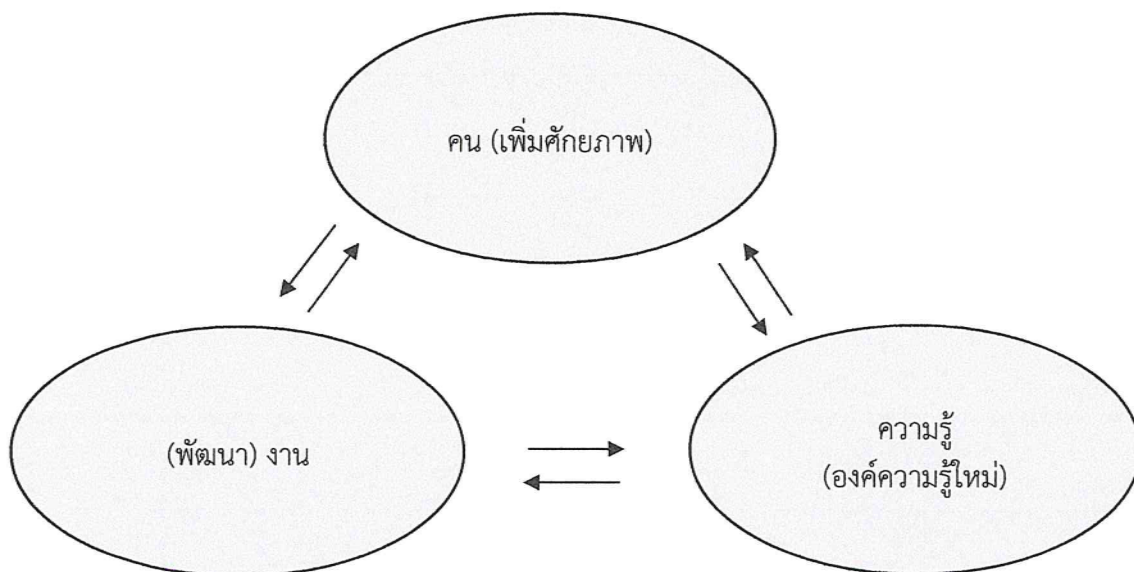 คน (เพิ่มศักยภาพ)
(พัฒนา) งาน
ความรู้
(องค์ความรู้ใหม่)